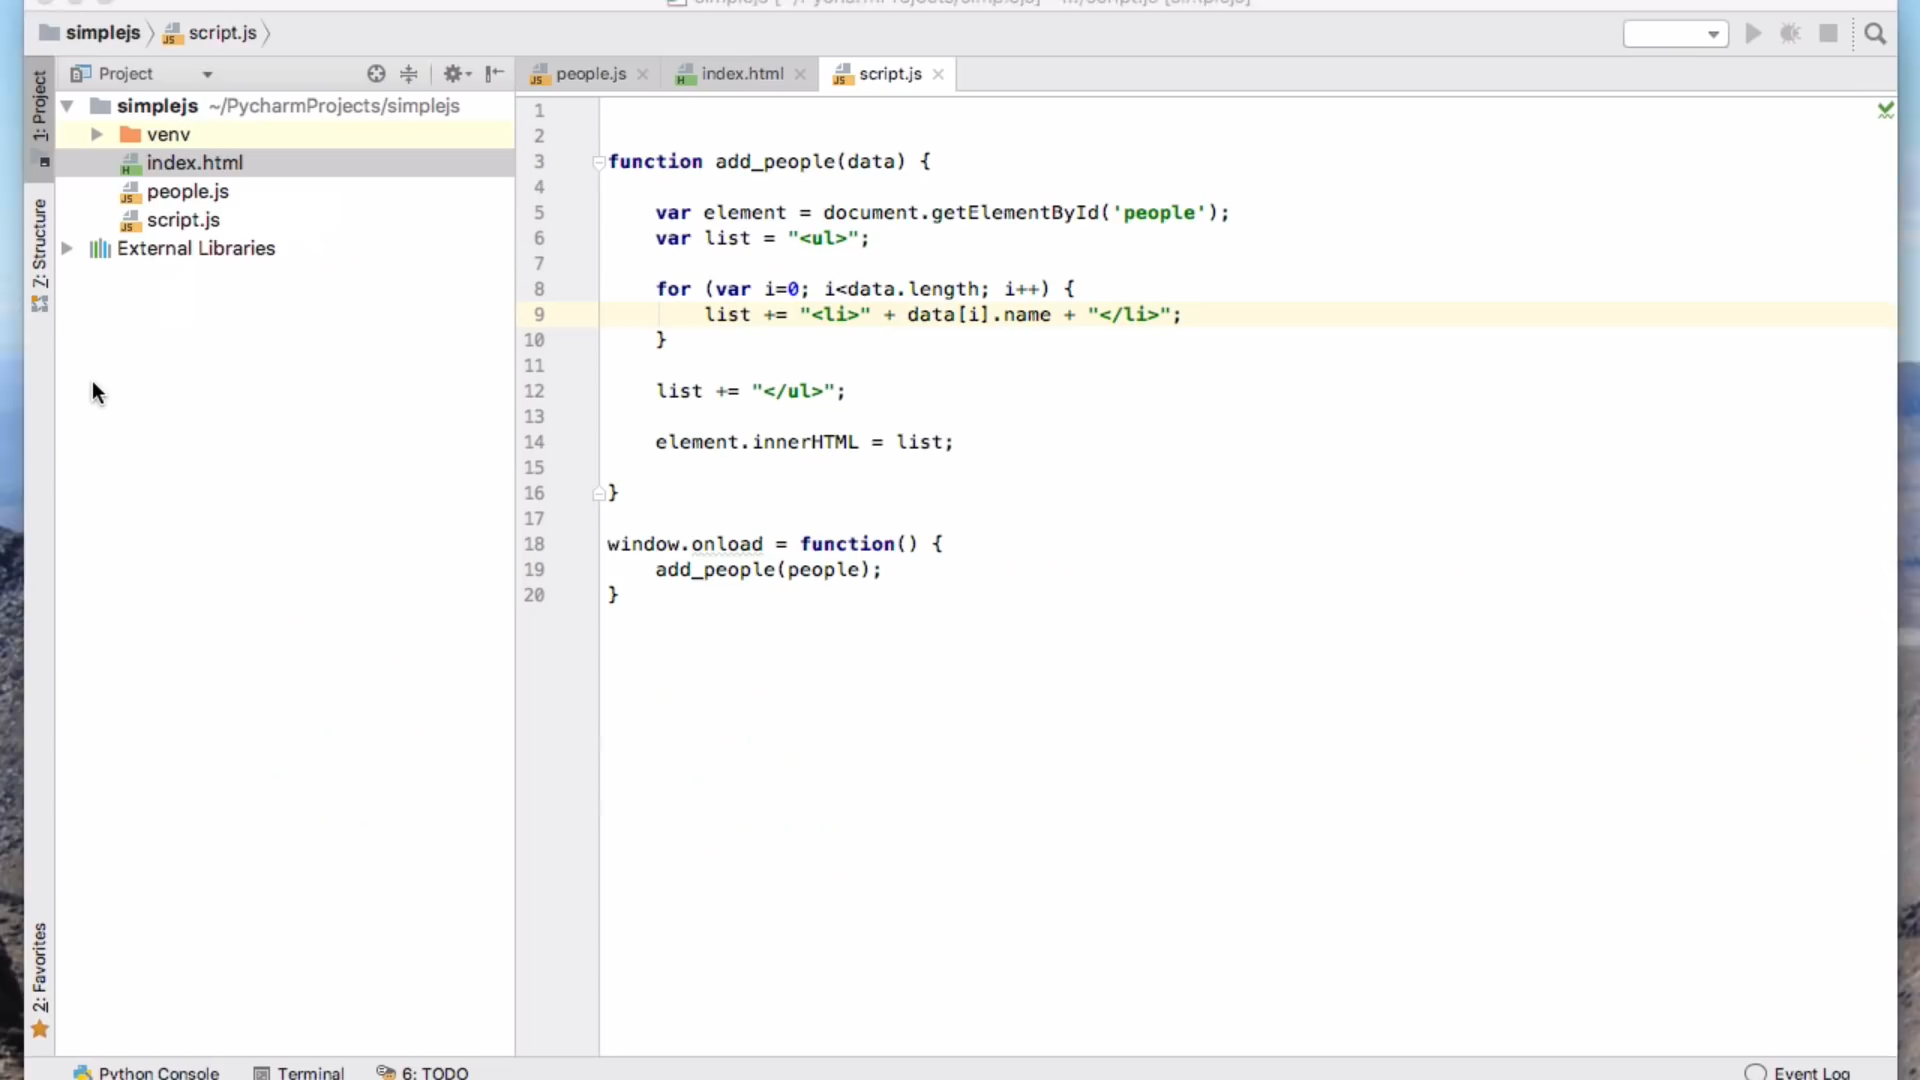 simplejs script.js
Project
people.js index.html script.js
1: Project
simplejs ~/PycharmProjects/simplejs
venv
index.html
people.js
script.js
External Libraries
Z: Structure
2: Favorites
1
2
3 function add_people(data) {
4
5 var element = document.getElementById('people');
6 var list = "<ul>";
7
8 for (var i=0; i<data.length; i++) {
9 list += "<li>" + data[i].name + "</li>";
10 }
11
12 list += "</ul>";
13
14 element.innerHTML = list;
15
16 }
17
18 window.onload = function() {
19 add_people(people);
20 }
Python Console Terminal 6: TODO Event Log